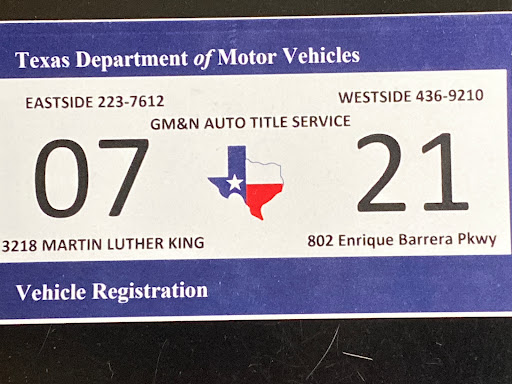 Texas Department of Motor Vehicles
EASTSIDE 223-7612 WESTSIDE 436-9210
GM&N AUTO TITLE SERVICE
07 21
3218 MARTIN LUTHER KING 802 Enrique Barrera Pkwy
Vehicle Registration